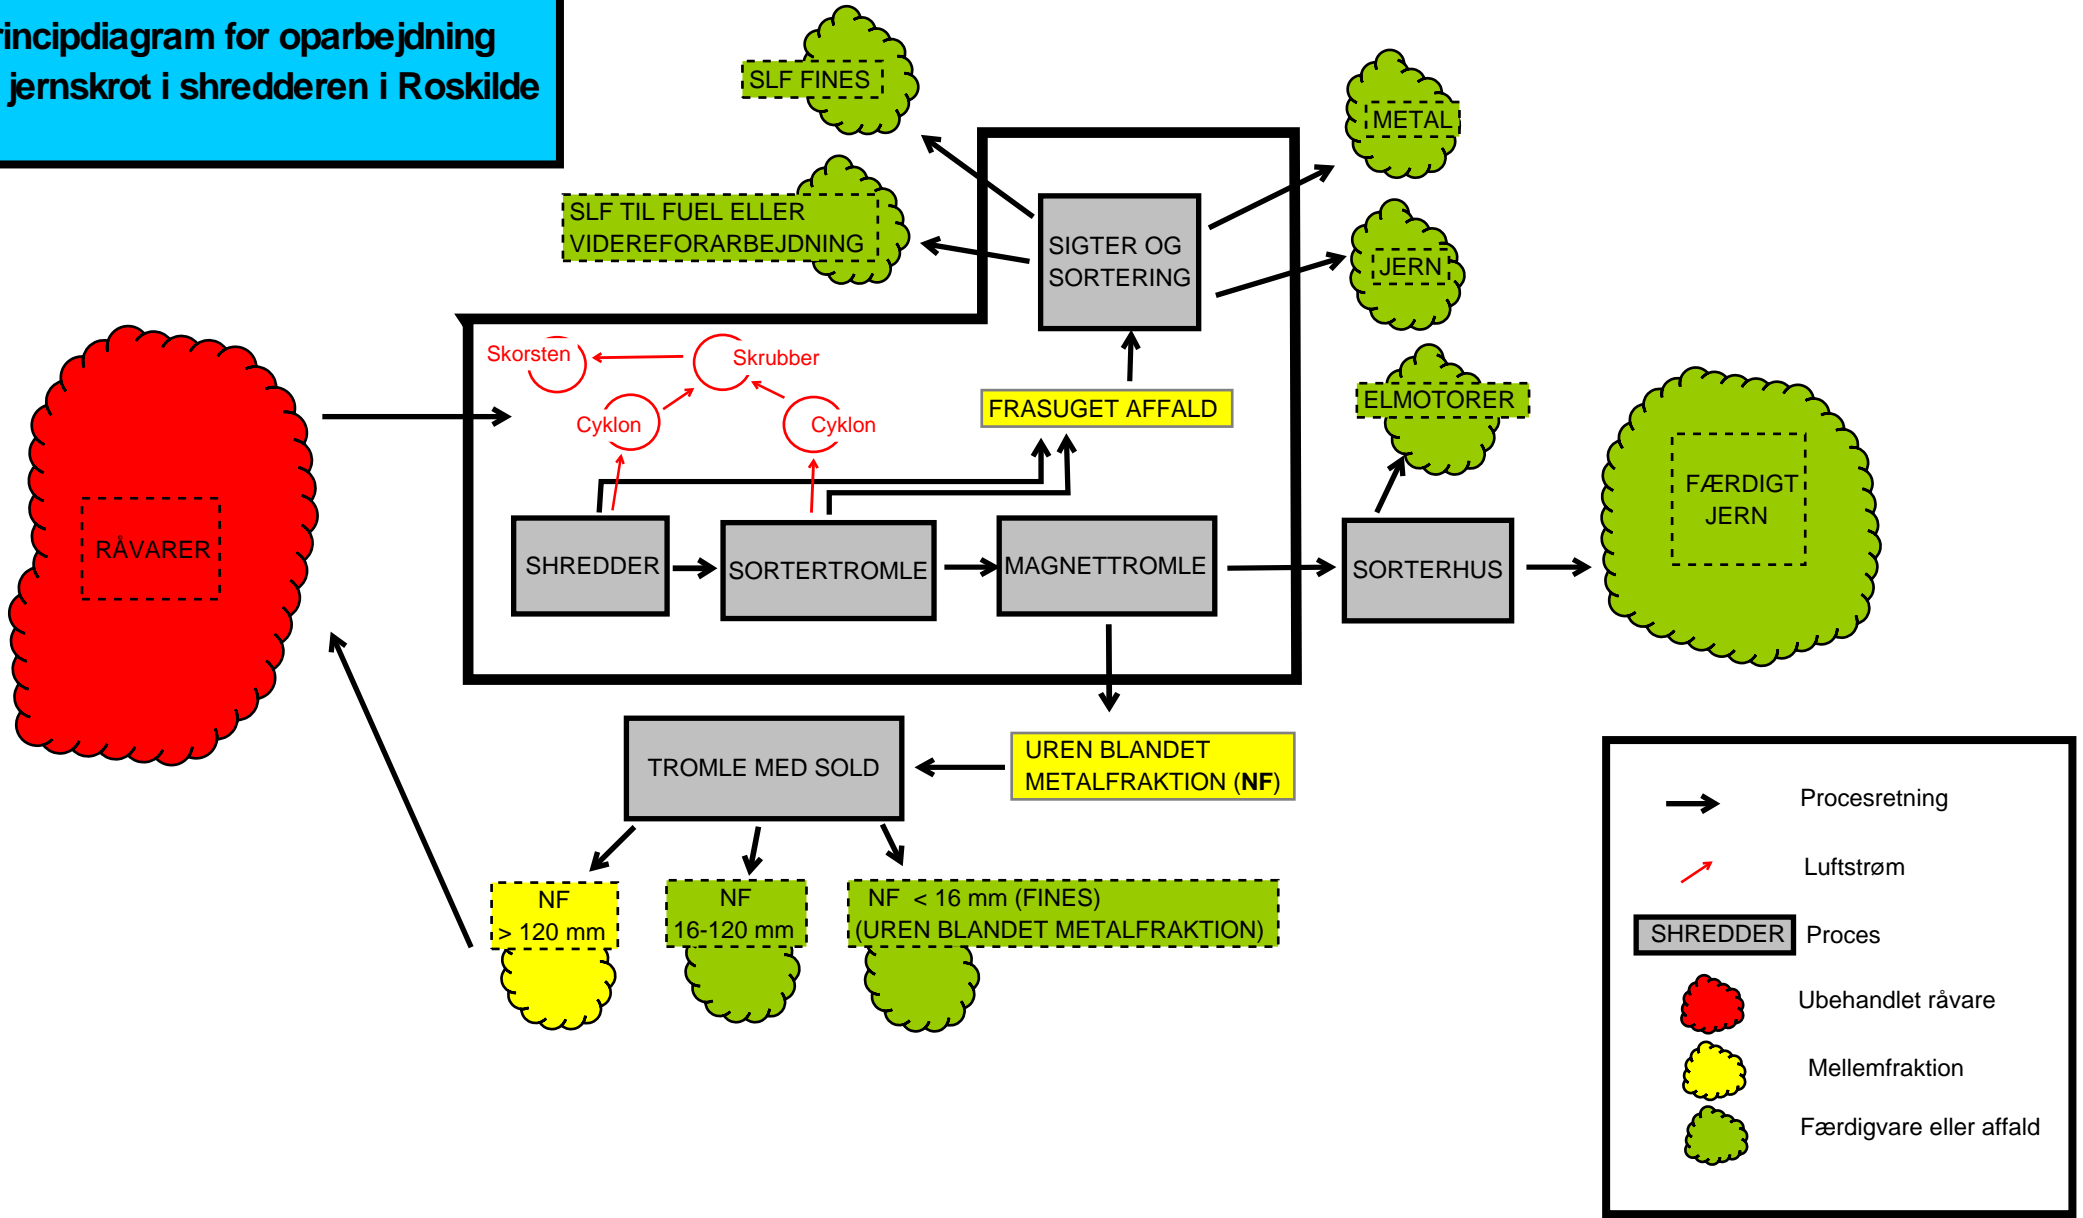 rincipdiagram for oparbejdning
jernskrot i shredderen i Roskilde
SLF FINES
SLF TIL FUEL ELLER
VIDEREFORARBEJDNING
SIGTER OG
SORTERING
METAL
JERN
ELMOTORER
Skorsten
Skrubber
Cyklon
Cyklon
FRASUGET AFFALD
RÅVARER
SHREDDER
SORTERTROMLE
MAGNETTROMLE
SORTERHUS
FÆRDIGT
JERN
TROMLE MED SOLD
UREN BLANDET
METALFRAKTION (NF)
NF
> 120 mm
NF
16-120 mm
NF < 16 mm (FINES)
(UREN BLANDET METALFRAKTION)
Procesretning
Luftstrøm
SHREDDER Proces
Ubehandlet råvare
Mellemfraktion
Færdigvare eller affald